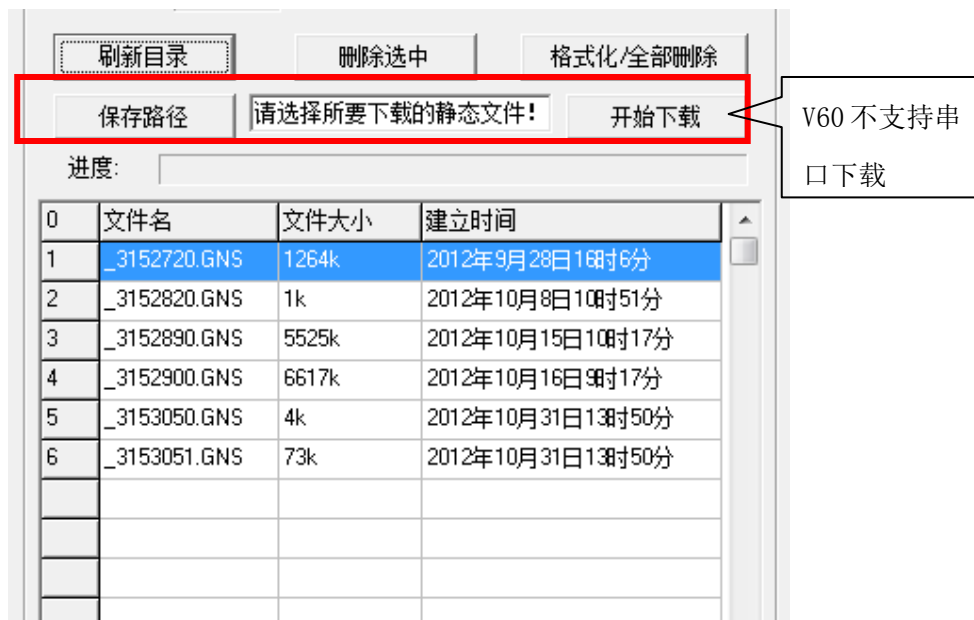 刷新目录 删除选中 格式化/全部删除
保存路径 请选择所要下载的静态文件! 开始下载
V60 不支持串
口下载
进度:
0 文件名 文件大小 建立时间
1 _3152720.GNS 1264k 2012年9月28日16时6分
2 _3152820.GNS 1k 2012年10月8日10时51分
3 _3152890.GNS 5525k 2012年10月15日10时17分
4 _3152900.GNS 6617k 2012年10月16日9时17分
5 _3153050.GNS 4k 2012年10月31日13时50分
6 _3153051.GNS 73k 2012年10月31日13时50分